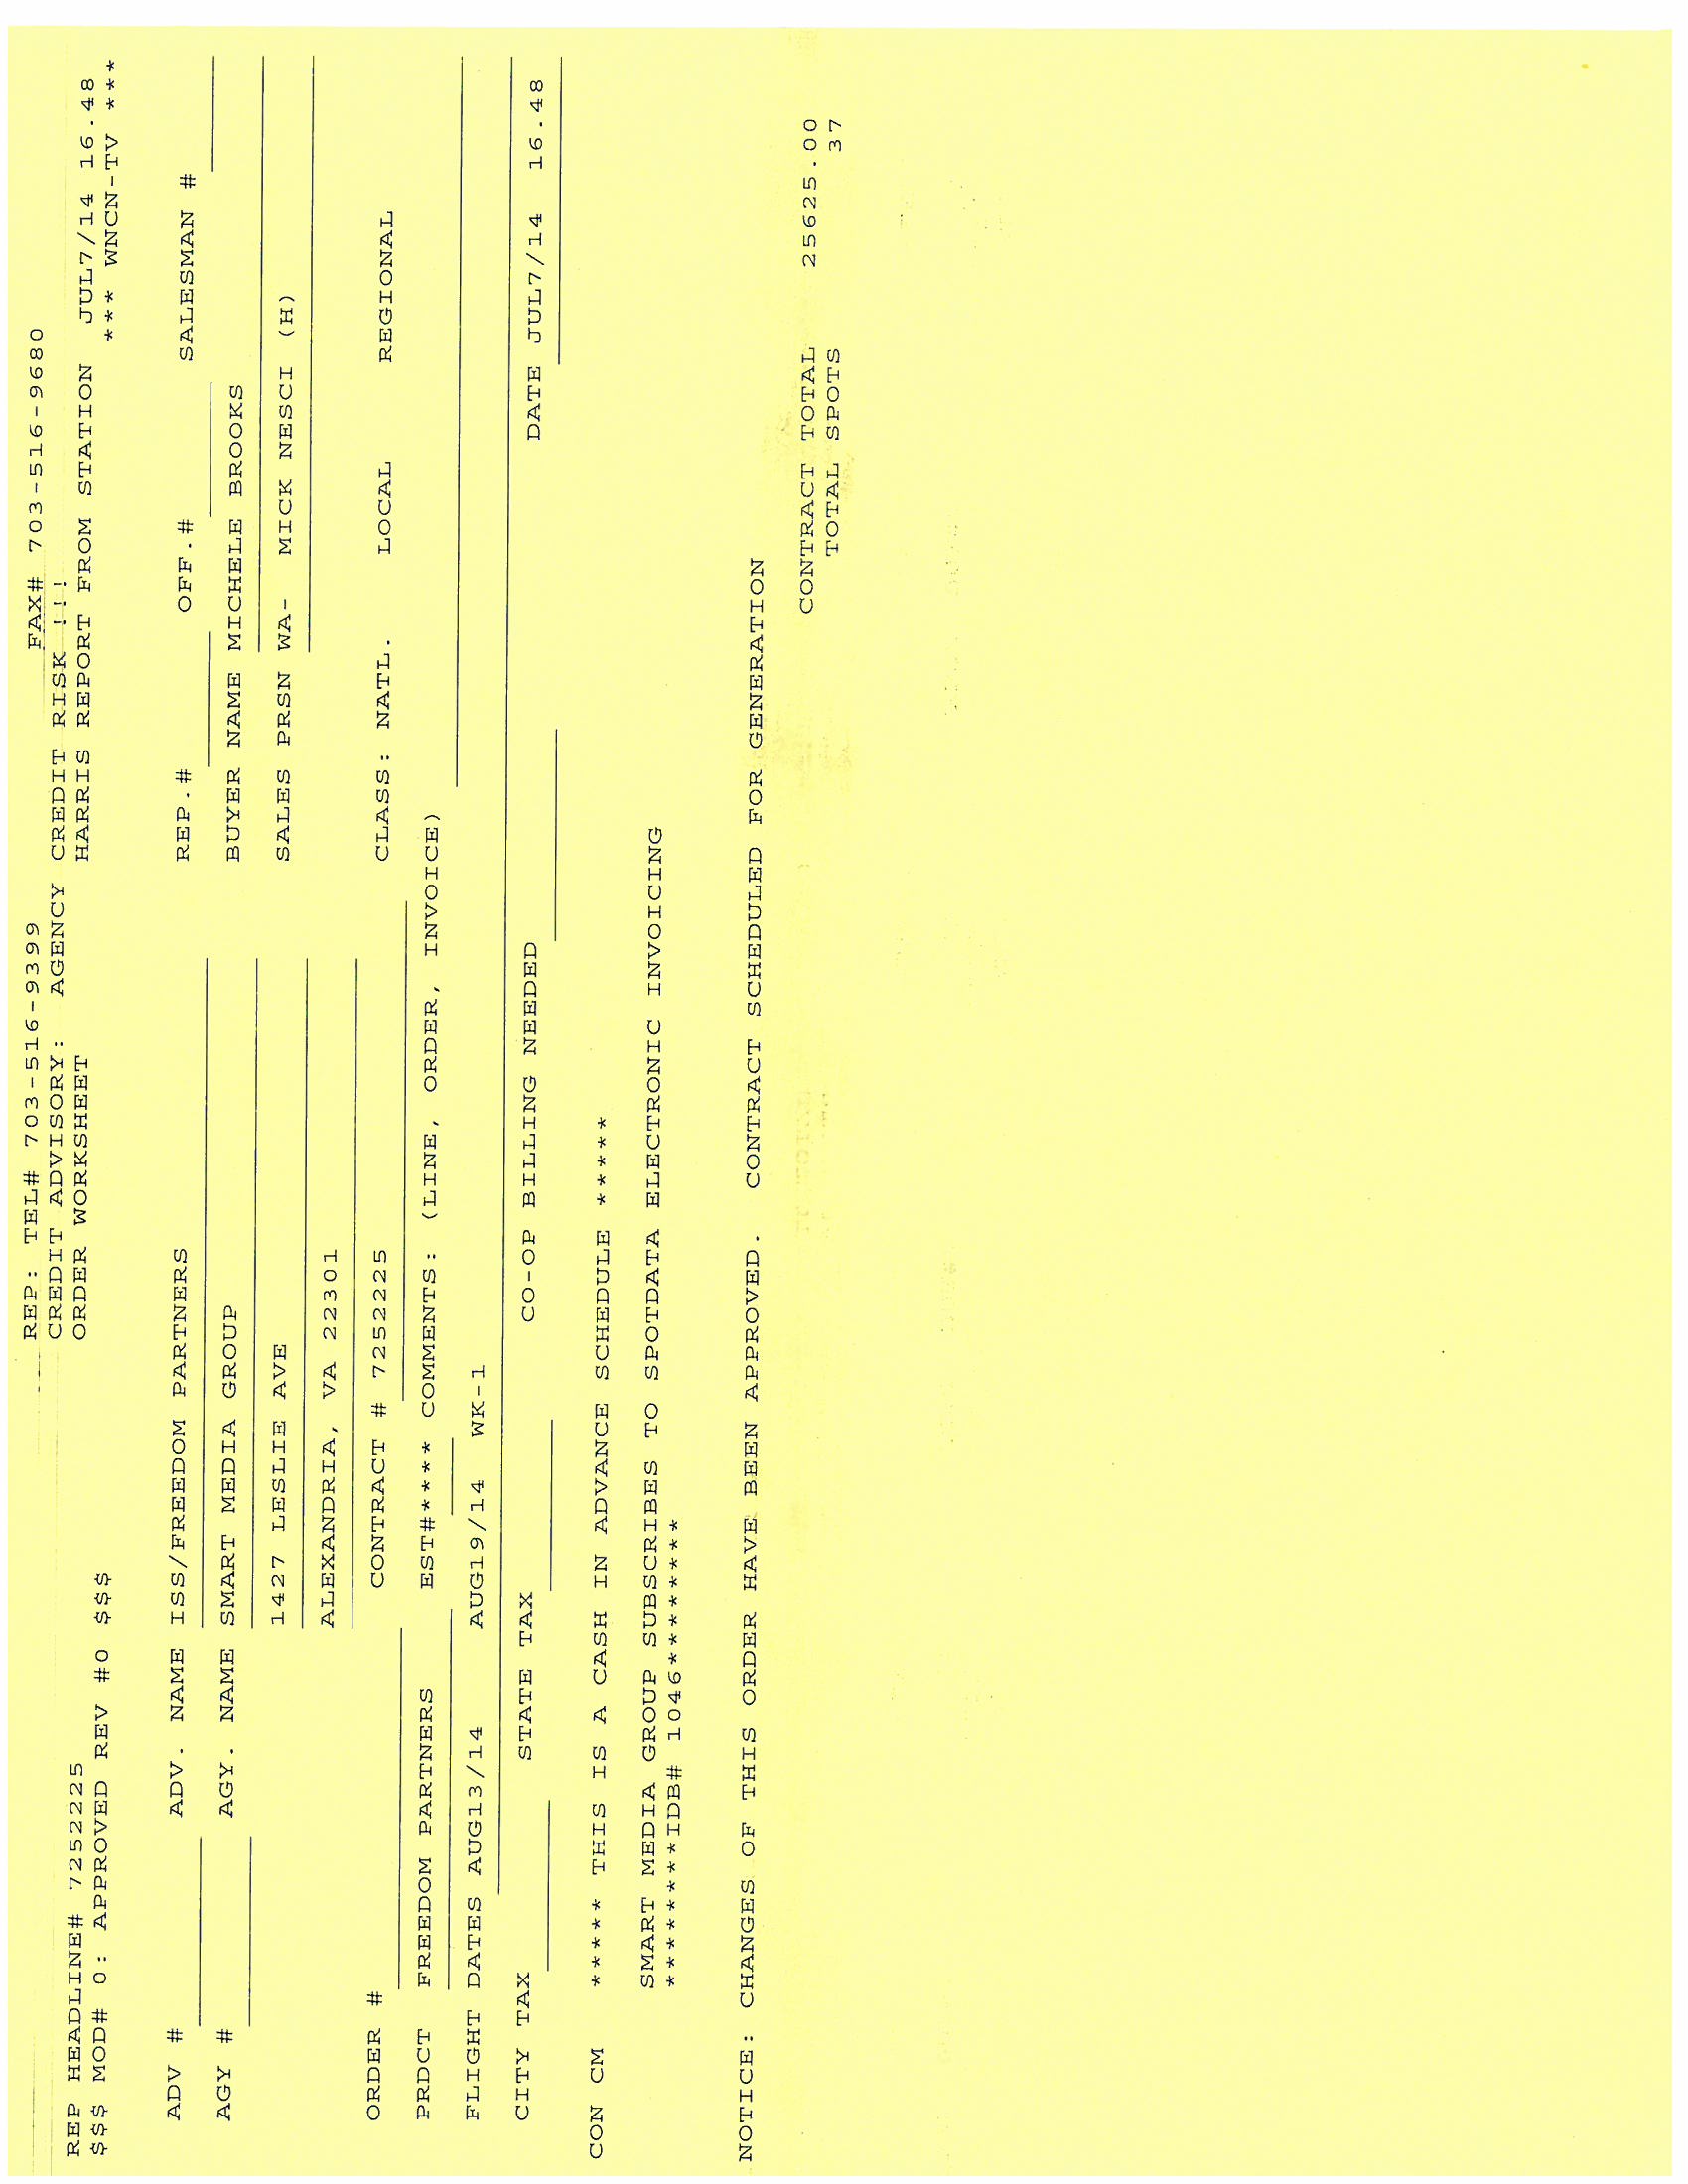 REP: TEL# 703-516-9399 FAX# 703-516-9680
CREDIT ADVISORY: AGENCY CREDIT RISK !!!
REP HEADLINE# 7252225 ORDER WORKSHEET HARRIS REPORT FROM STATION JUL7/14 16.48
$$$ MOD# 0: APPROVED REV #0 $$$ *** WNCN-TV ***
ADV # ADV. NAME ISS/FREEDOM PARTNERS REP.# OFF.# SALESMAN #
AGY # AGY. NAME SMART MEDIA GROUP BUYER NAME MICHELE BROOKS
1427 LESLIE AVE SALES PRSN WA- MICK NESCI (H)
ALEXANDRIA, VA 22301
ORDER # CONTRACT # 7252225 CLASS: NATL. LOCAL REGIONAL
PRDCT FREEDOM PARTNERS EST#**** COMMENTS: (LINE, ORDER, INVOICE)
FLIGHT DATES AUG13/14 AUG19/14 WK-1
CITY TAX STATE TAX CO-OP BILLING NEEDED DATE JUL7/14 16.48
CON CM ***** THIS IS A CASH IN ADVANCE SCHEDULE *****
SMART MEDIA GROUP SUBSCRIBES TO SPOTDATA ELECTRONIC INVOICING
**********IDB# 1046**********
NOTICE: CHANGES OF THIS ORDER HAVE BEEN APPROVED. CONTRACT SCHEDULED FOR GENERATION
CONTRACT TOTAL 25625.00
TOTAL SPOTS 37